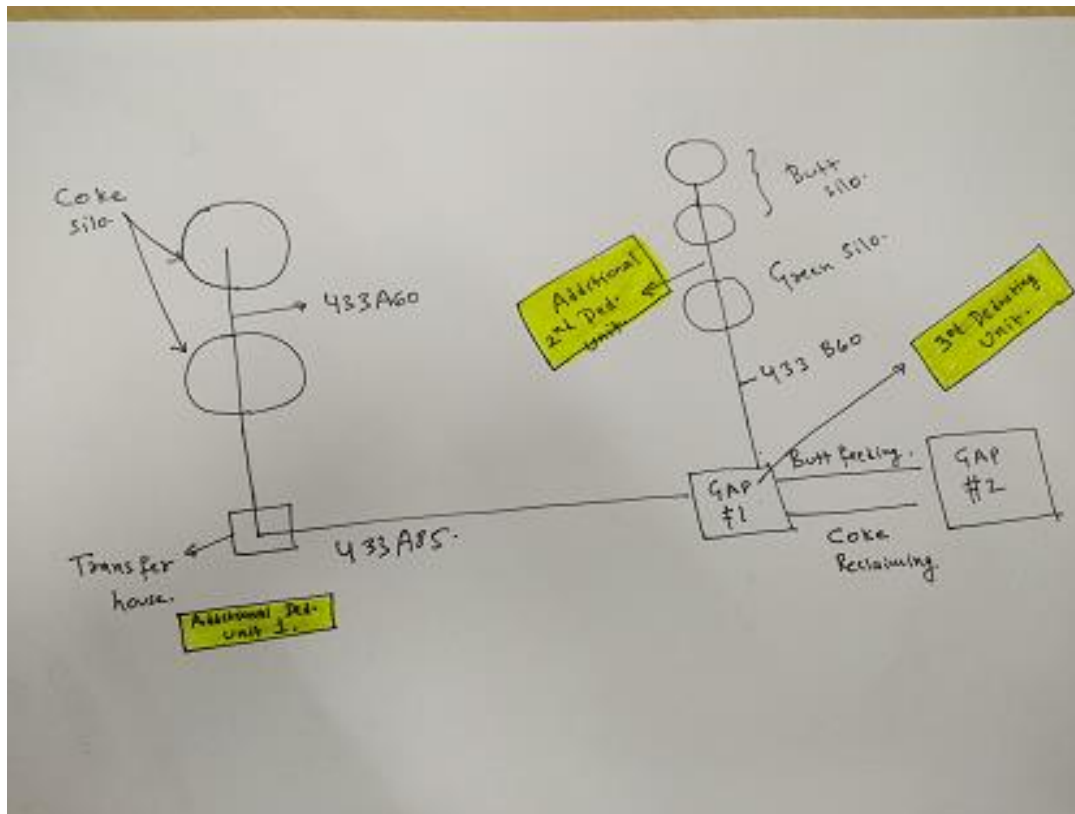 Coke
silo.
433A60
Transfer
house.
Additional Ded.
unit 1.
433A85.
Butt
silo.
Green silo.
Additional
2nd Ded.
Unit.
433 B60
3rd Dedusting
Unit.
GAP
#1
Butt feeding.
Coke
Reclaiming.
GAP
#2